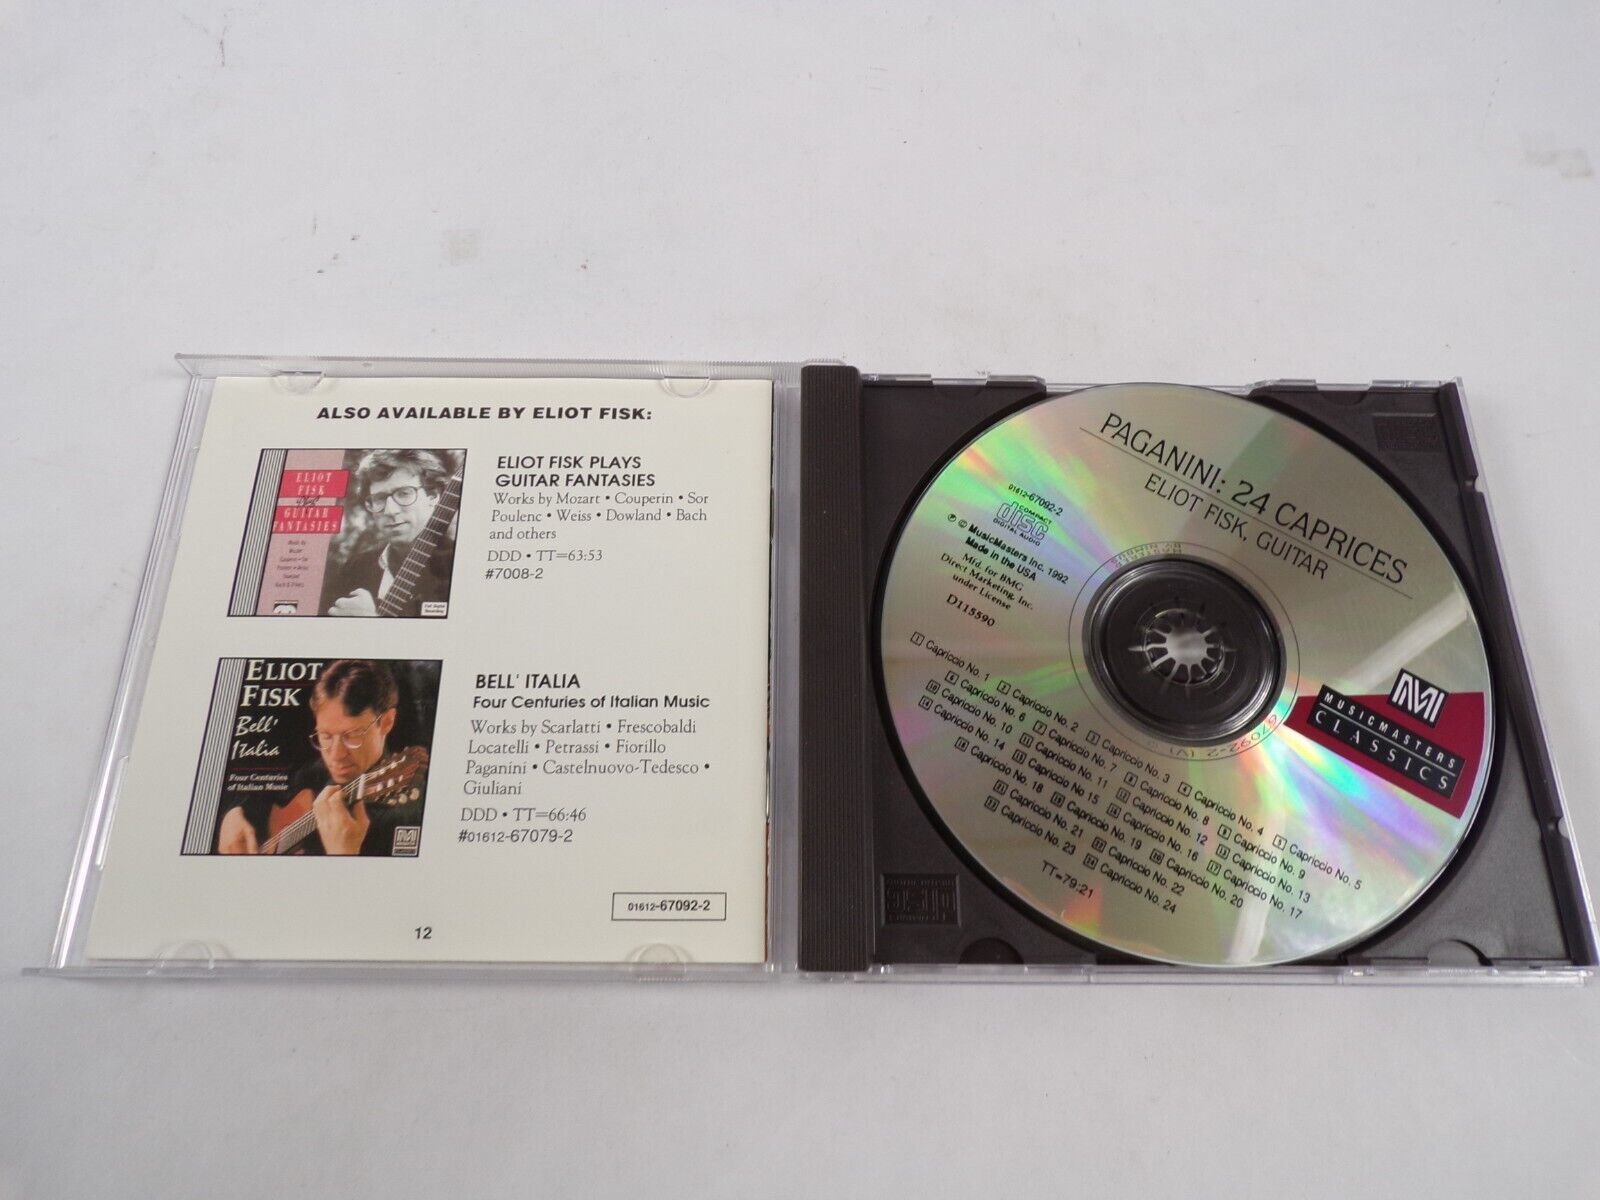 ALSO AVAILABLE BY ELIOT FISK:
ELIOT
FISK
plays
GUITAR
FANTASIES
ELIOT FISK PLAYS
GUITAR FANTASIES
Works by Mozart • Couperin • Sor
Poulenc • Weiss • Dowland • Bach
and others
DDD • TT=63:53
#7008-2
ELIOT
FISK
Bell'
Italia
Four Centuries
of Italian Music
BELL' ITALIA
Four Centuries of Italian Music
Works by Scarlatti • Frescobaldi
Locatelli • Petrassi • Fiorillo
Paganini • Castelnuovo-Tedesco •
Giuliani
DDD • TT=66:46
#01612-67079-2
01612-67092-2
12
PAGANINI: 24 CAPRICES
ELIOT FISK, GUITAR
01612-67092-2
COMPACT
disc
DIGITAL AUDIO
℗ © MusicMasters Inc. 1992
Made in the USA
Mfd. for BMG
Direct Marketing, Inc.
under License
D115590
MUSICMASTERS
CLASSICS
1 Capriccio No. 1 2 Capriccio No. 2 3 Capriccio No. 3 4 Capriccio No. 4 5 Capriccio No. 5
6 Capriccio No. 6 7 Capriccio No. 7 8 Capriccio No. 8 9 Capriccio No. 9
10 Capriccio No. 10 11 Capriccio No. 11 12 Capriccio No. 12 13 Capriccio No. 13
14 Capriccio No. 14 15 Capriccio No. 15 16 Capriccio No. 16 17 Capriccio No. 17
18 Capriccio No. 18 19 Capriccio No. 19 20 Capriccio No. 20
21 Capriccio No. 21 22 Capriccio No. 22
23 Capriccio No. 23 24 Capriccio No. 24
TT=79:21